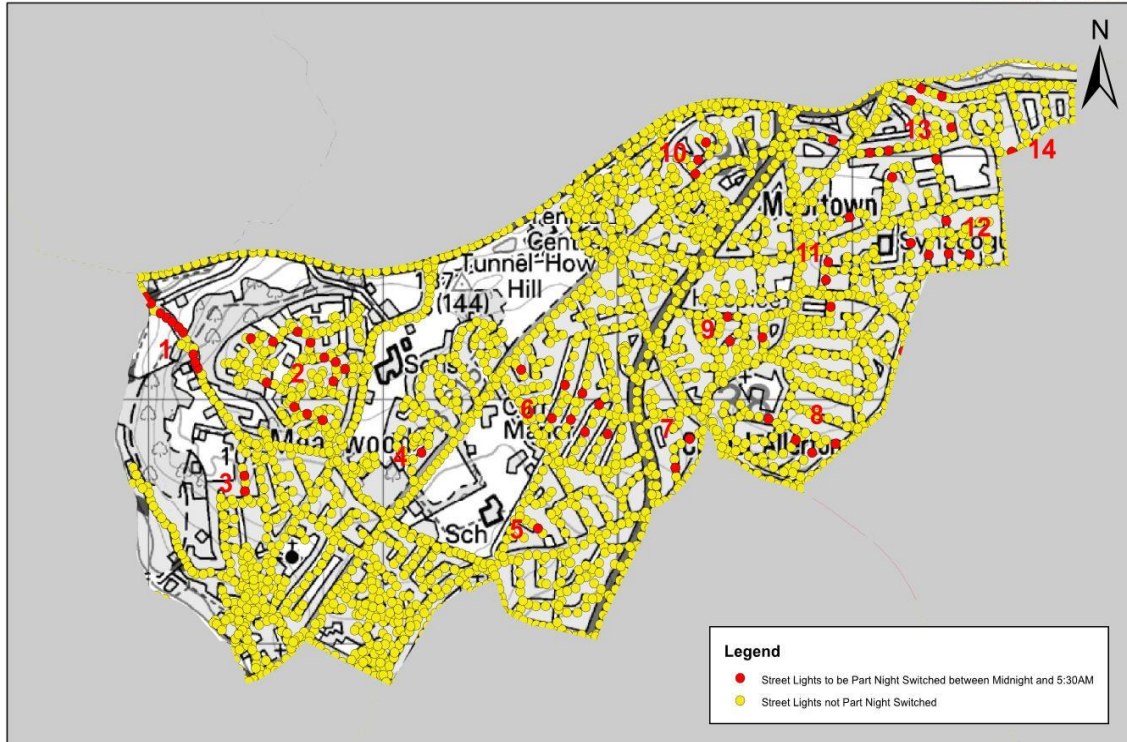 N
13
14
10
Moortown
12
11
Cent
Tunnel How
Hill
(144)
1
2
9
6
7
8
4
3
5
Sch
Legend
Street Lights to be Part Night Switched between Midnight and 5:30AM
Street Lights not Part Night Switched